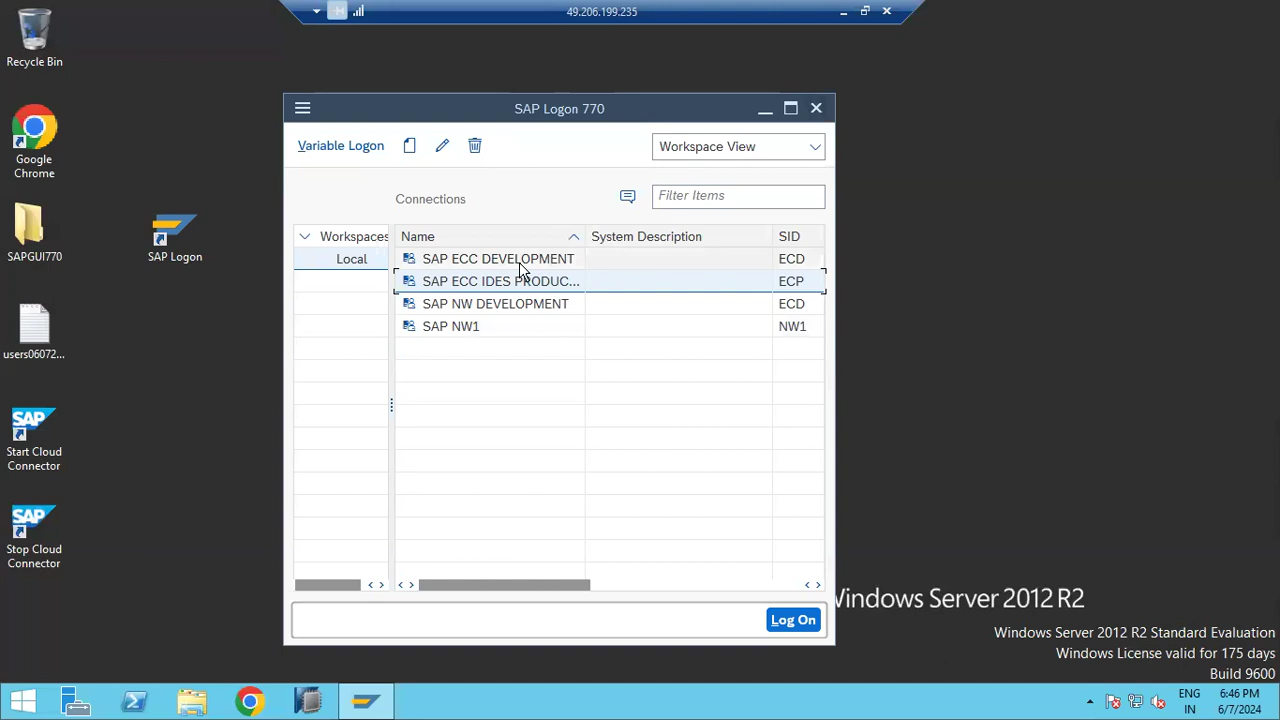 49.206.199.235
Recycle Bin
Google
Chrome
SAPGUI770
SAP Logon
users06072...
SAP
Start Cloud
Connector
SAP
Stop Cloud
Connector
SAP Logon 770
Variable Logon
Workspace View
Connections
Filter Items
Workspaces
Name
System Description
SID
Local
SAP ECC DEVELOPMENT
ECD
SAP ECC IDES PRODUC...
ECP
SAP NW DEVELOPMENT
ECD
SAP NW1
NW1
Log On
Windows Server 2012 R2
Windows Server 2012 R2 Standard Evaluation
Windows License valid for 175 days
Build 9600
ENG
IN
6:46 PM
6/7/2024